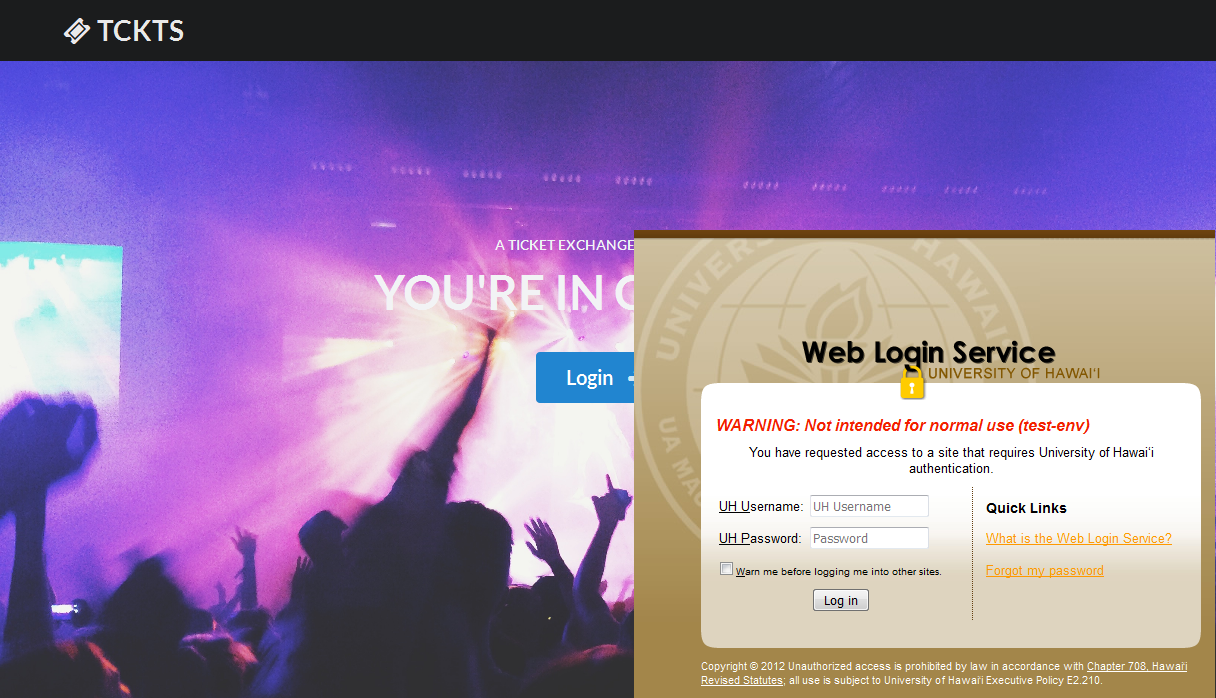 TCKTS
A TICKET EXCHANGE
YOU'RE IN
Login
UNIVERSITY HAWAI
UA MA
Web Login Service
UNIVERSITY OF HAWAI'I
WARNING: Not intended for normal use (test-env)
You have requested access to a site that requires University of Hawai'i
authentication.
UH Username: UH Username
UH Password: Password
Warn me before logging me into other sites.
Log in
Quick Links
What is the Web Login Service?
Forgot my password
Copyright © 2012 Unauthorized access is prohibited by law in accordance with Chapter 708, Hawai'i
Revised Statutes; all use is subject to University of Hawai'i Executive Policy E2.210.